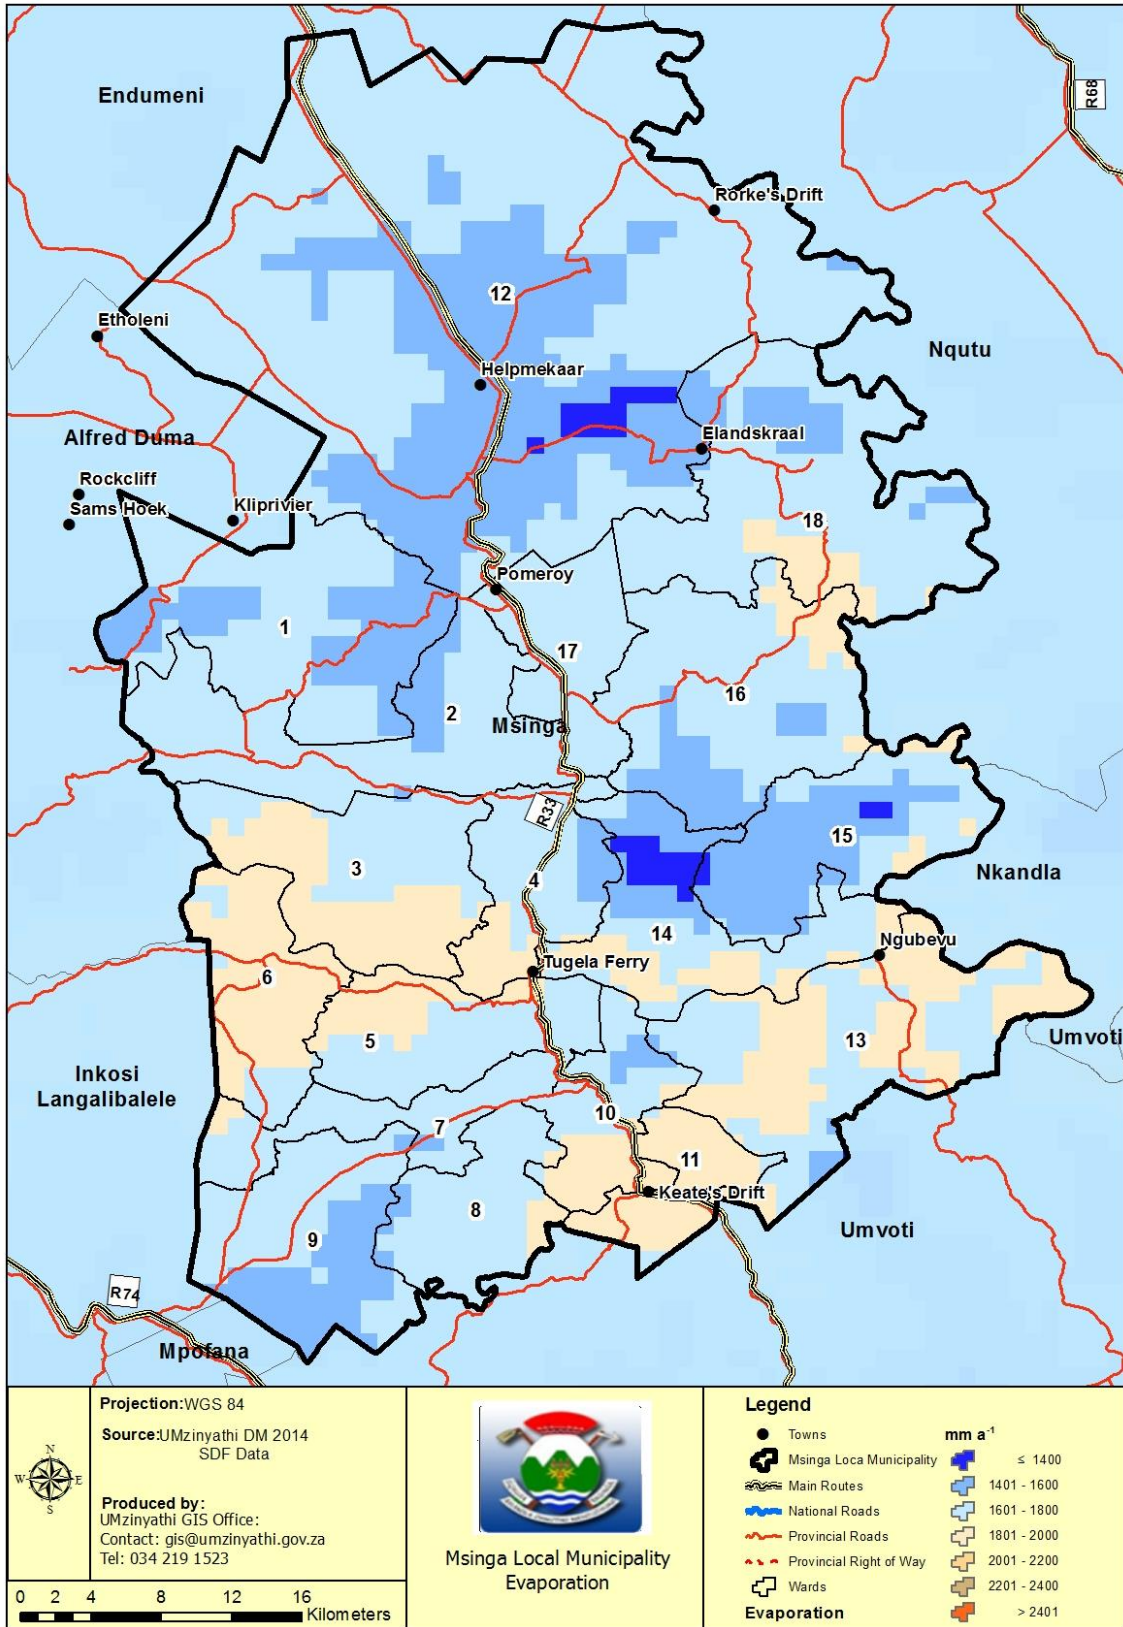 Endumeni
R68
Rorke's Drift
12
Etholeni
Nqutu
Helpmekaar
Alfred Duma
Elandskraal
Rockcliff
Sams Hoek
Kliprivier
18
Pomeroy
1
17
16
2
Msinga
R33
15
3
4
Nkandla
14
Ngubevu
Tugela Ferry
6
5
13
Umvoti
Inkosi
Langalibalele
10
7
11
Keate's Drift
8
9
Umvoti
R74
Mpofana
Projection:WGS 84
Source:UMzinyathi DM 2014
SDF Data
Produced by:
UMzinyathi GIS Office:
Contact: gis@umzinyathi.gov.za
Tel: 034 219 1523
N
W E
S
0 2 4 8 12 16
Kilometers
Msinga Local Municipality
Evaporation
Legend
Towns
Msinga Loca Municipality
Main Routes
National Roads
Provincial Roads
Provincial Right of Way
Wards
Evaporation
mm a-1
≤ 1400
1401 - 1600
1601 - 1800
1801 - 2000
2001 - 2200
2201 - 2400
> 2401